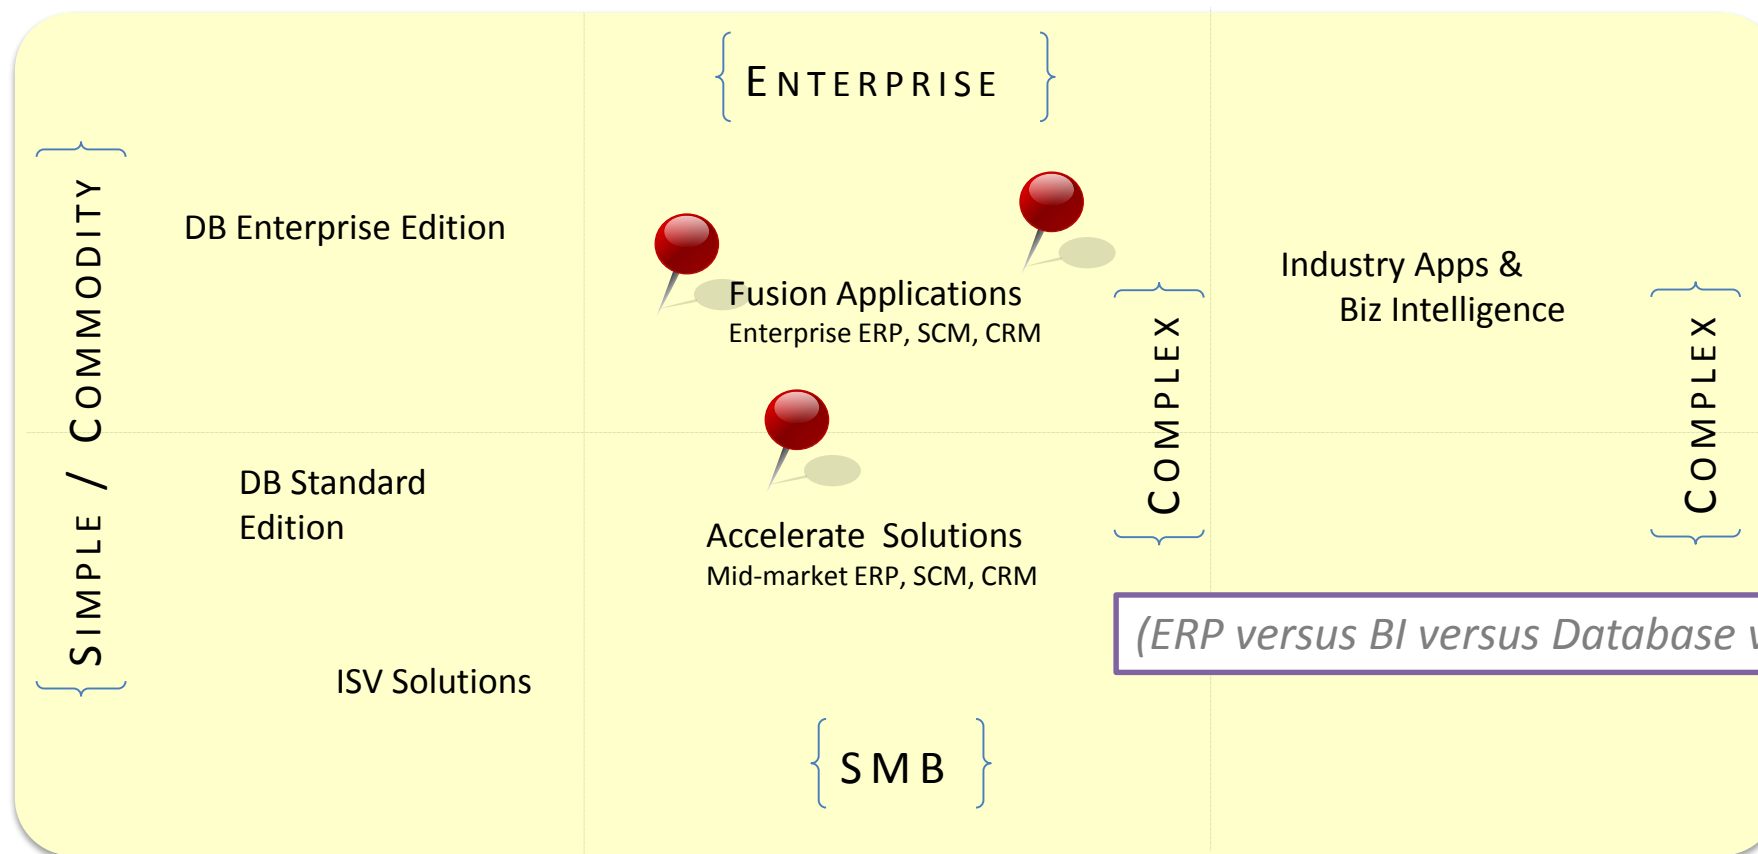 ENTERPRISE
SIMPLE / COMMODITY
DB Enterprise Edition
Fusion Applications
Enterprise ERP, SCM, CRM
COMPLEX
Industry Apps &
Biz Intelligence
COMPLEX
DB Standard
Edition
Accelerate Solutions
Mid-market ERP, SCM, CRM
(ERP versus BI versus Database
ISV Solutions
SMB